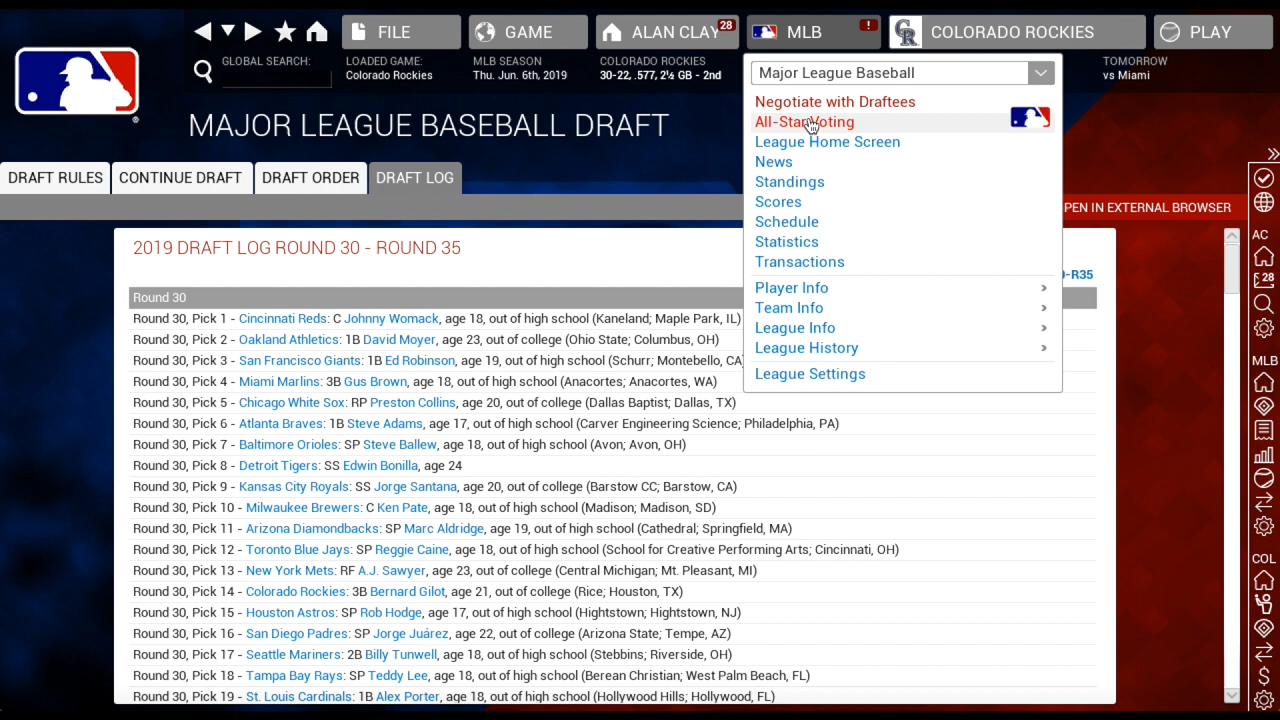 FILE
GAME
ALAN CLAY
28
MLB
!
CR
COLORADO ROCKIES
PLAY
GLOBAL SEARCH:
LOADED GAME:
Colorado Rockies
MLB SEASON
Thu. Jun. 6th, 2019
COLORADO ROCKIES
30-22, .577, 2½ GB - 2nd
TOMORROW
vs Miami
MAJOR LEAGUE BASEBALL DRAFT
Major League Baseball
Negotiate with Draftees
All-Star Voting
League Home Screen
News
Standings
Scores
Schedule
Statistics
Transactions
Player Info
Team Info
League Info
League History
League Settings
DRAFT RULES
CONTINUE DRAFT
DRAFT ORDER
DRAFT LOG
PEN IN EXTERNAL BROWSER
2019 DRAFT LOG ROUND 30 - ROUND 35
-R35
Round 30
Round 30, Pick 1 - Cincinnati Reds: C Johnny Womack, age 18, out of high school (Kaneland; Maple Park, IL)
Round 30, Pick 2 - Oakland Athletics: 1B David Moyer, age 23, out of college (Ohio State; Columbus, OH)
Round 30, Pick 3 - San Francisco Giants: 1B Ed Robinson, age 19, out of high school (Schurr; Montebello, CA)
Round 30, Pick 4 - Miami Marlins: 3B Gus Brown, age 18, out of high school (Anacortes; Anacortes, WA)
Round 30, Pick 5 - Chicago White Sox: RP Preston Collins, age 20, out of college (Dallas Baptist; Dallas, TX)
Round 30, Pick 6 - Atlanta Braves: 1B Steve Adams, age 17, out of high school (Carver Engineering Science; Philadelphia, PA)
Round 30, Pick 7 - Baltimore Orioles: SP Steve Ballew, age 18, out of high school (Avon; Avon, OH)
Round 30, Pick 8 - Detroit Tigers: SS Edwin Bonilla, age 24
Round 30, Pick 9 - Kansas City Royals: SS Jorge Santana, age 20, out of college (Barstow CC; Barstow, CA)
Round 30, Pick 10 - Milwaukee Brewers: C Ken Pate, age 18, out of high school (Madison; Madison, SD)
Round 30, Pick 11 - Arizona Diamondbacks: SP Marc Aldridge, age 19, out of high school (Cathedral; Springfield, MA)
Round 30, Pick 12 - Toronto Blue Jays: SP Reggie Caine, age 18, out of high school (School for Creative Performing Arts; Cincinnati, OH)
Round 30, Pick 13 - New York Mets: RF A.J. Sawyer, age 23, out of college (Central Michigan; Mt. Pleasant, MI)
Round 30, Pick 14 - Colorado Rockies: 3B Bernard Gilot, age 21, out of college (Rice; Houston, TX)
Round 30, Pick 15 - Houston Astros: SP Rob Hodge, age 17, out of high school (Hightstown; Hightstown, NJ)
Round 30, Pick 16 - San Diego Padres: SP Jorge Juárez, age 22, out of college (Arizona State; Tempe, AZ)
Round 30, Pick 17 - Seattle Mariners: 2B Billy Tunwell, age 18, out of high school (Stebbins; Riverside, OH)
Round 30, Pick 18 - Tampa Bay Rays: SP Teddy Lee, age 18, out of high school (Berean Christian; West Palm Beach, FL)
Round 30, Pick 19 - St. Louis Cardinals: 1B Alex Porter, age 18, out of high school (Hollywood Hills; Hollywood, FL)
AC
28
MLB
COL
$